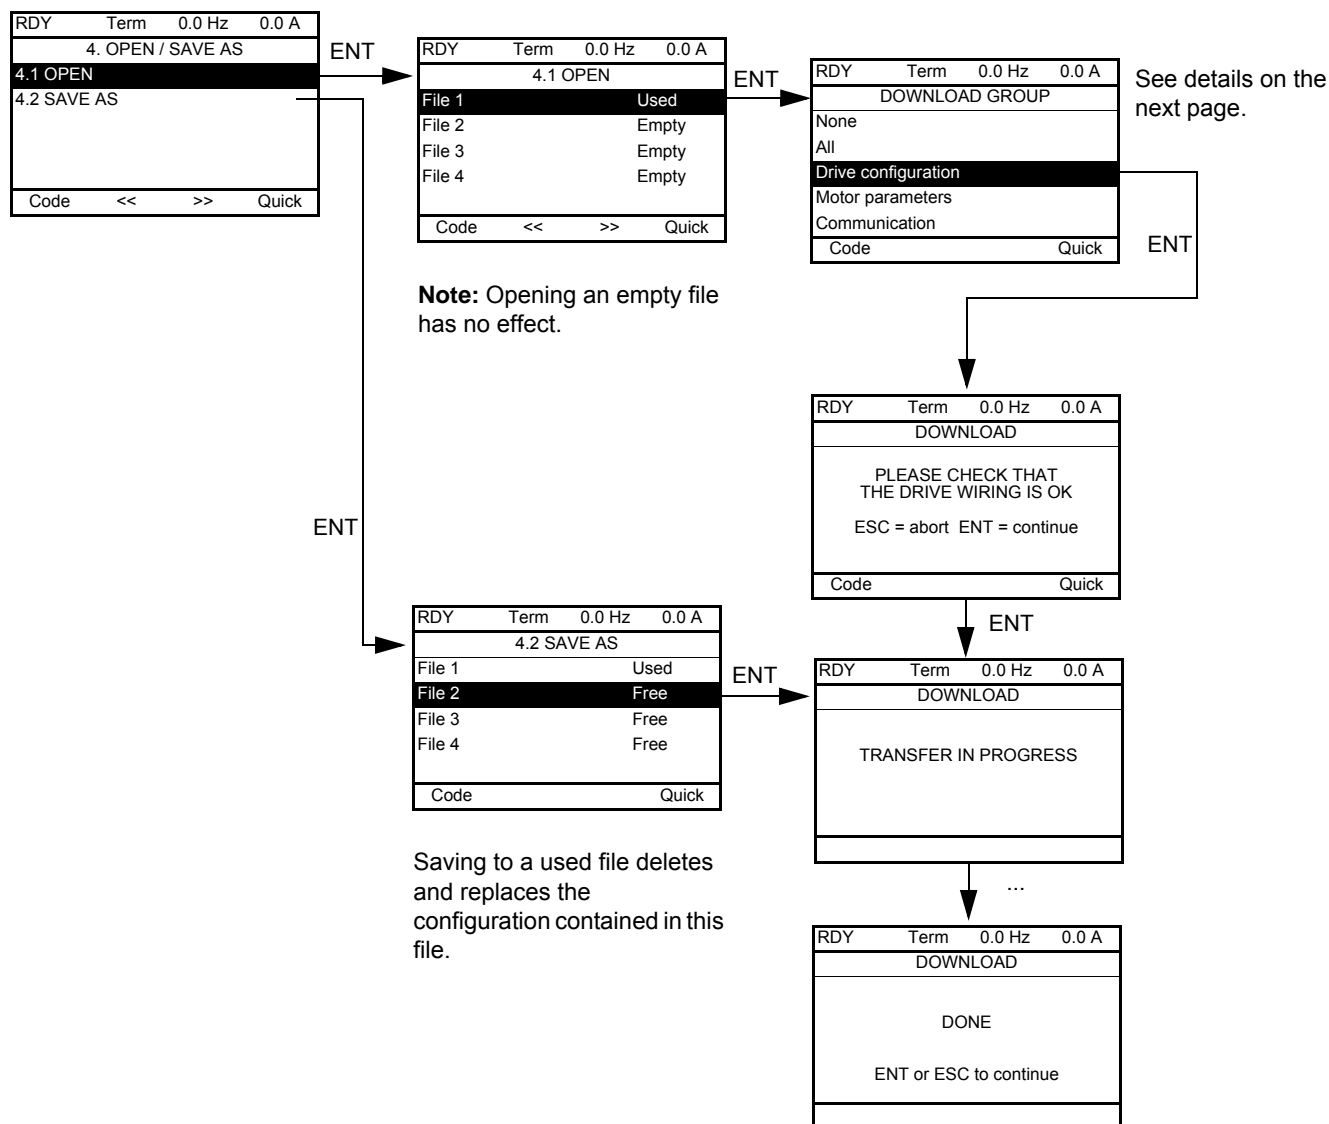 RDY Term 0.0 Hz 0.0 A
4. OPEN / SAVE AS
4.1 OPEN
4.2 SAVE AS
Code << >> Quick
ENT
RDY Term 0.0 Hz 0.0 A
4.1 OPEN
File 1 Used
File 2 Empty
File 3 Empty
File 4 Empty
Code << >> Quick
Note: Opening an empty file
has no effect.
ENT
RDY Term 0.0 Hz 0.0 A
DOWNLOAD GROUP
None
All
Drive configuration
Motor parameters
Communication
Code Quick
See details on the
next page.
ENT
RDY Term 0.0 Hz 0.0 A
DOWNLOAD
PLEASE CHECK THAT
THE DRIVE WIRING IS OK
ESC = abort ENT = continue
Code Quick
ENT
ENT
RDY Term 0.0 Hz 0.0 A
4.2 SAVE AS
File 1 Used
File 2 Free
File 3 Free
File 4 Free
Code Quick
Saving to a used file deletes
and replaces the
configuration contained in this
file.
ENT
RDY Term 0.0 Hz 0.0 A
DOWNLOAD
TRANSFER IN PROGRESS
...
RDY Term 0.0 Hz 0.0 A
DOWNLOAD
DONE
ENT or ESC to continue